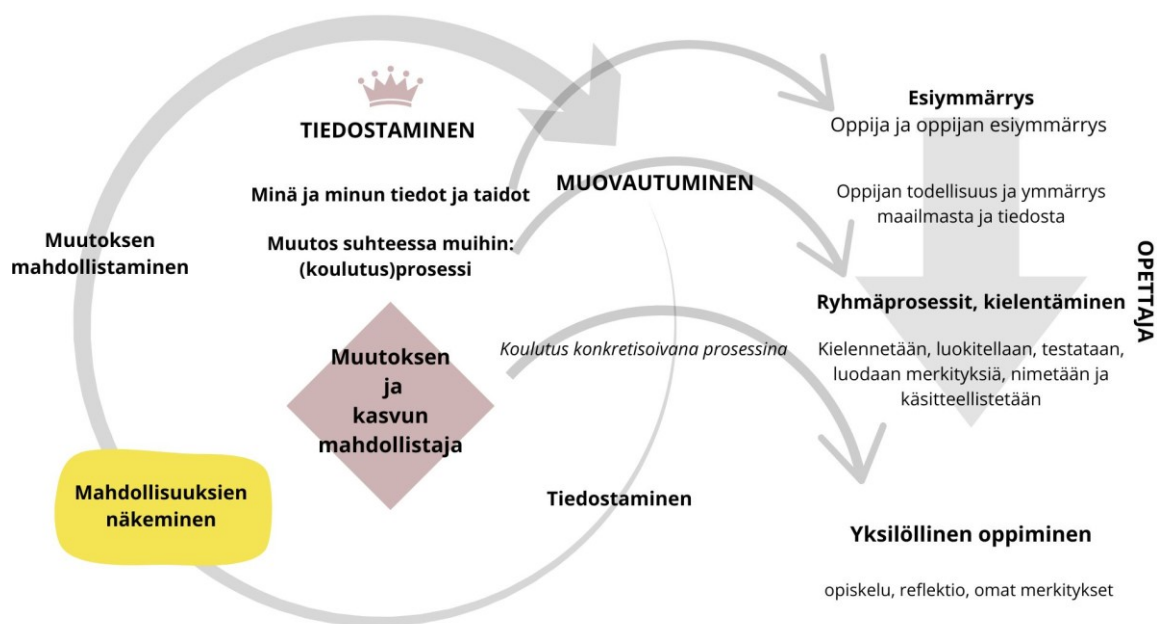 TIEDOSTAMINEN
Minä ja minun tiedot ja taidot
Muutos suhteessa muihin:
(koulutus)prosessi
Muutoksen
mahdollistaminen
Muutoksen
ja
kasvun
mahdollistaja
Mahdollisuuksien
näkeminen
MUOVAUTUMINEN
Koulutus konkretisoivana prosessina
Tiedostaminen
Esiymmärrys
Oppija ja oppijan esiymmärrys
Oppijan todellisuus ja ymmärrys
maailmasta ja tiedosta
Ryhmäprosessit, kielentäminen
Kielennetään, luokitellaan, testataan,
luodaan merkityksiä, nimetään ja
käsitteellistetään
Yksilöllinen oppiminen
opiskelu, reflektio, omat merkitykset
OPETTAJA